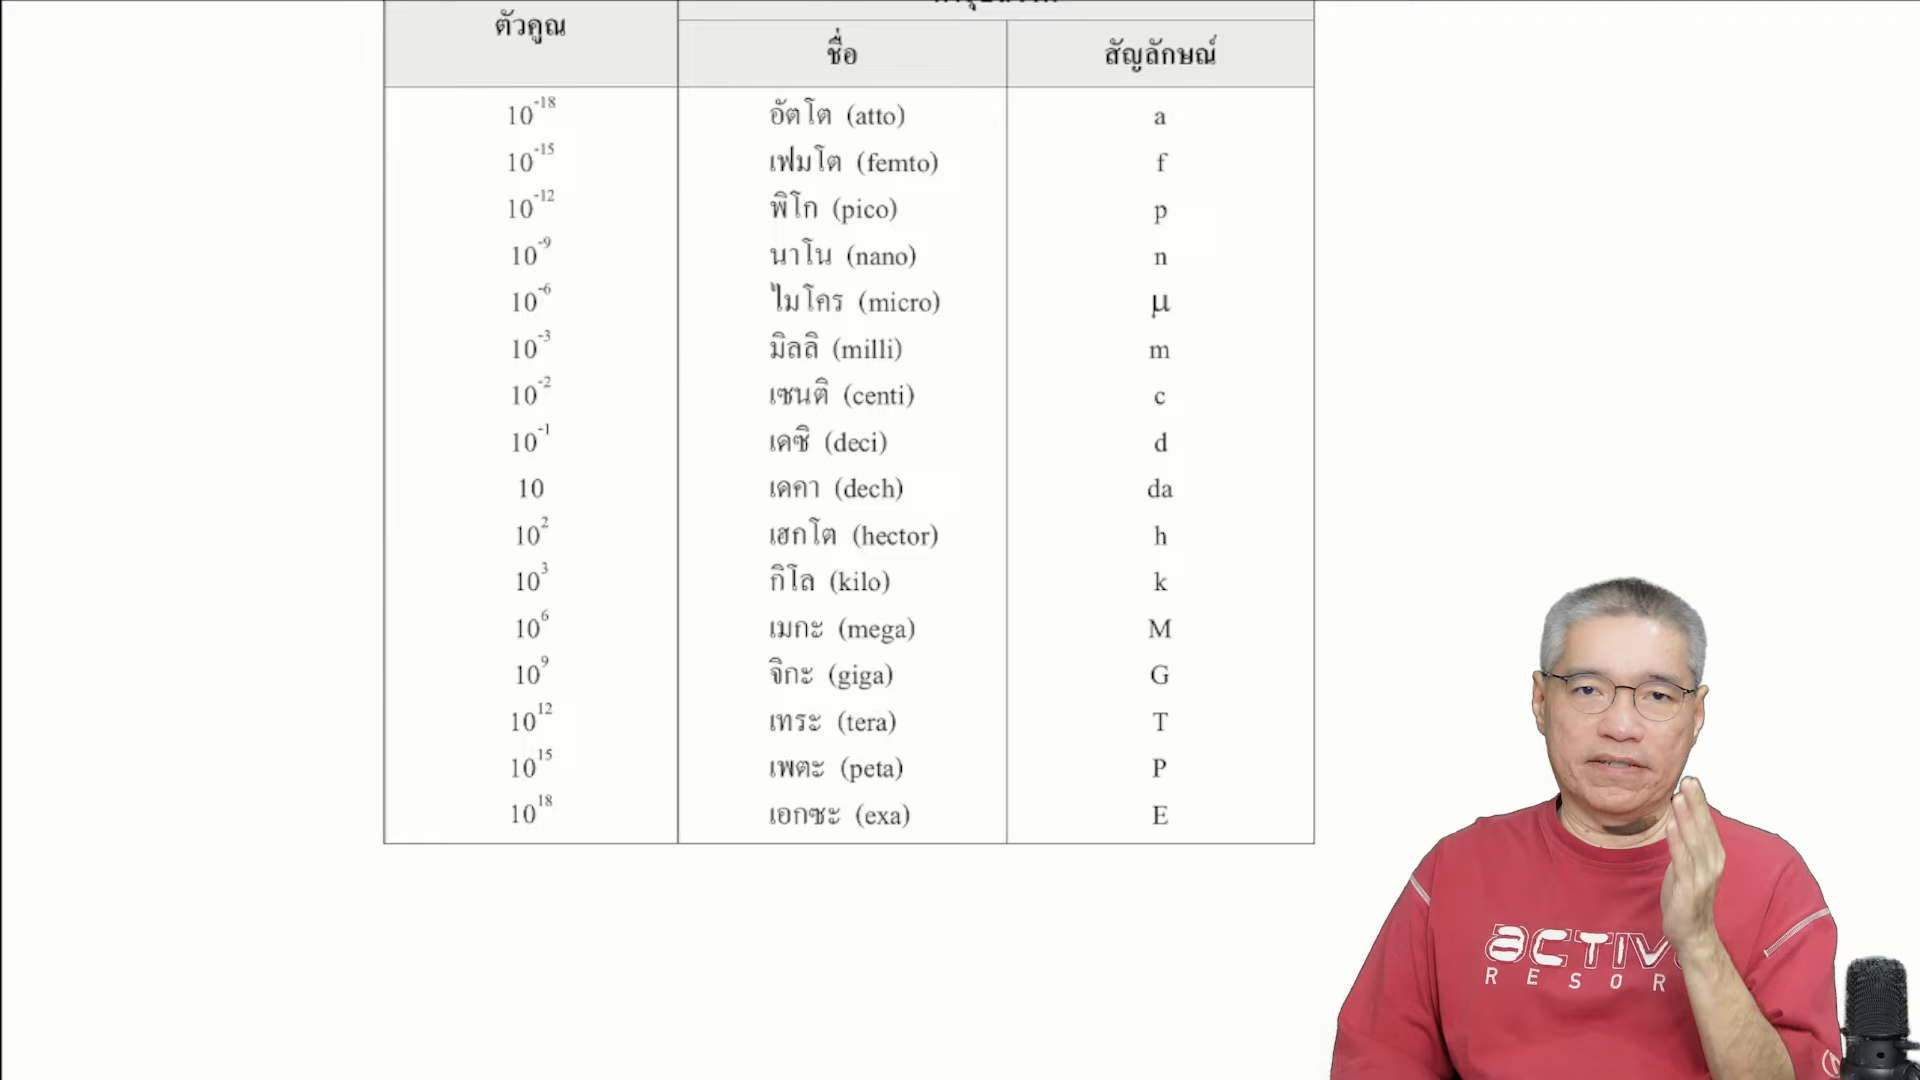 ตัวคูณ
ชื่อ สัญลักษณ์
10-18 อัตโต (atto) a
10-15 เฟมโต (femto) f
10-12 พิโก (pico) p
10-9 นาโน (nano) n
10-6 ไมโคร (micro) µ
10-3 มิลลิ (milli) m
10-2 เซนติ (centi) c
10-1 เดซิ (deci) d
10 เดคา (dech) da
102 เฮกโต (hector) h
103 กิโล (kilo) k
106 เมกะ (mega) M
109 จิกะ (giga) G
1012 เทระ (tera) T
1015 เพตะ (peta) P
1018 เอกซะ (exa) E
RESOR